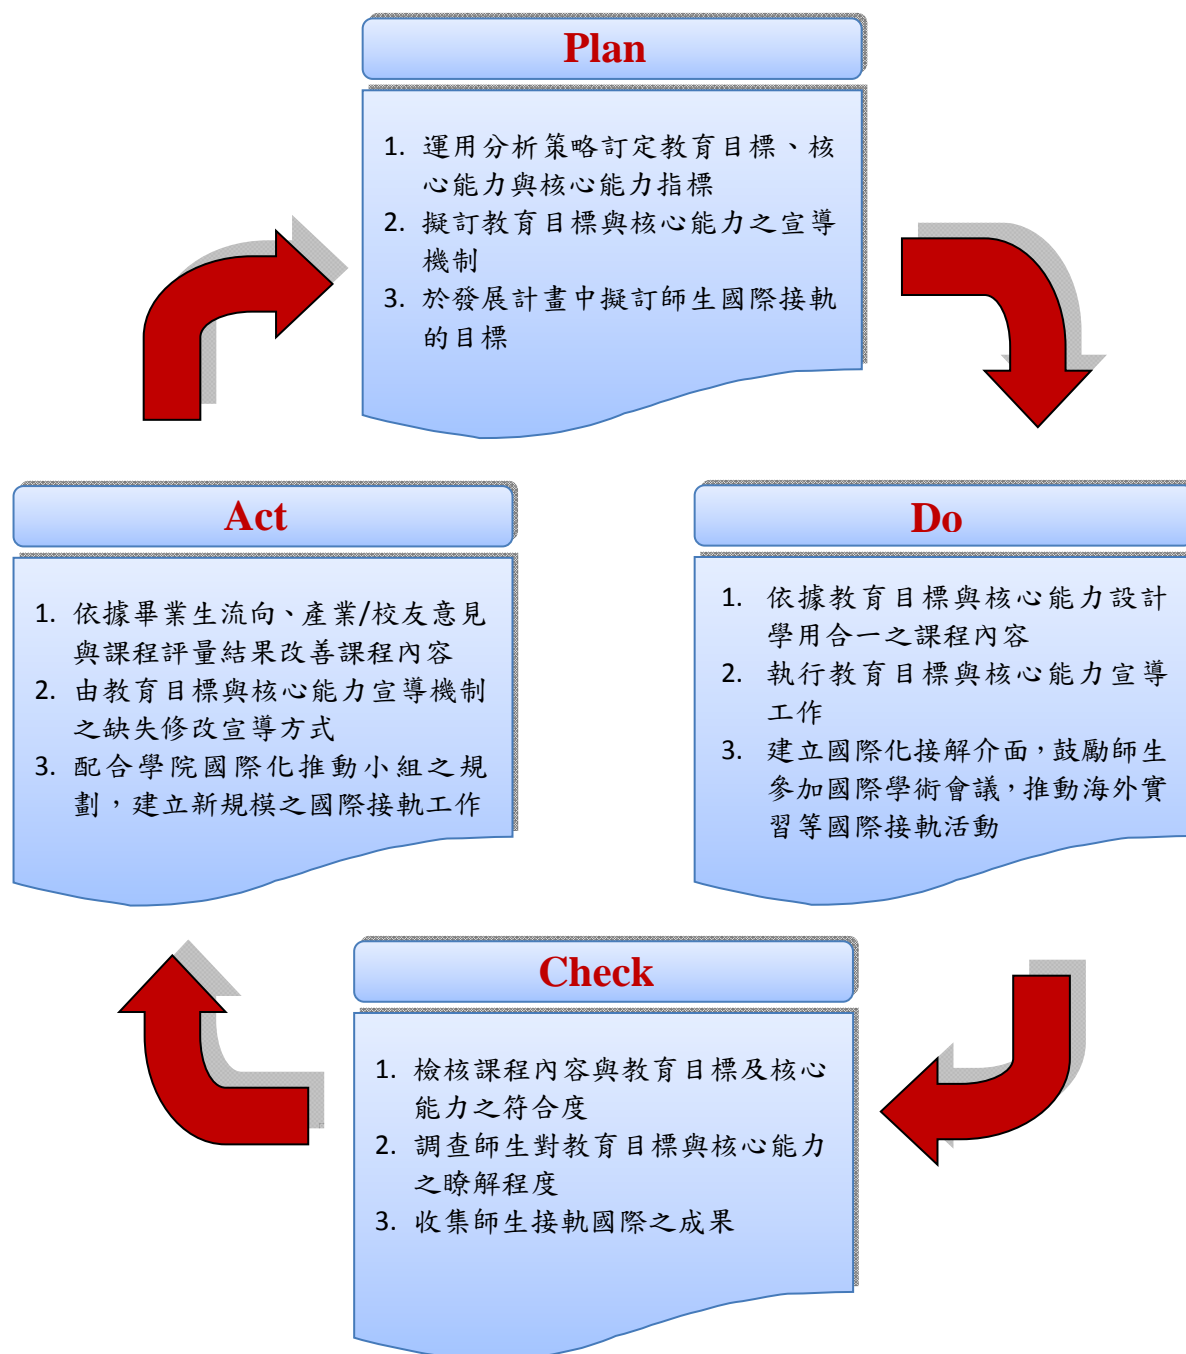 Plan
1. 運用分析策略訂定教育目標、核
心能力與核心能力指標
2. 擬訂教育目標與核心能力之宣導
機制
3. 於發展計畫中擬訂師生國際接軌
的目標
Act
1. 依據畢業生流向、產業/校友意見
與課程評量結果改善課程內容
2. 由教育目標與核心能力宣導機制
之缺失修改宣導方式
3. 配合學院國際化推動小組之規
劃，建立新規模之國際接軌工作
Do
1. 依據教育目標與核心能力設計
學用合一之課程內容
2. 執行教育目標與核心能力宣導
工作
3. 建立國際化接解介面，鼓勵師生
參加國際學術會議，推動海外實
習等國際接軌活動
Check
1. 檢核課程內容與教育目標及核心
能力之符合度
2. 調查師生對教育目標與核心能力
之瞭解程度
3. 收集師生接軌國際之成果